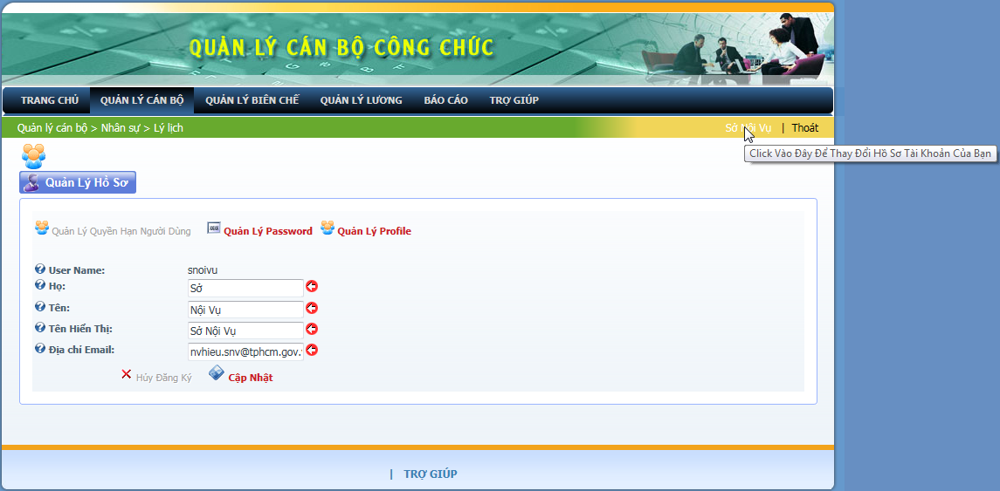 QUẢN LÝ CÁN BỘ CÔNG CHỨC
TRANG CHỦ QUẢN LÝ CÁN BỘ QUẢN LÝ BIÊN CHẾ QUẢN LÝ LƯƠNG BÁO CÁO TRỢ GIÚP
Quản lý cán bộ > Nhân sự > Lý lịch Sở Nội Vụ | Thoát
Click Vào Đây Để Thay Đổi Hồ Sơ Tài Khoản Của Bạn
Quản Lý Hồ Sơ
Quản Lý Quyền Hạn Người Dùng Quản Lý Password Quản Lý Profile
User Name: snoivu
Họ: Sở
Tên: Nội Vụ
Tên Hiển Thị: Sở Nội Vụ
Địa chỉ Email: nvhieu.snv@tphcm.gov.
Hủy Đăng Ký Cập Nhật
| TRỢ GIÚP